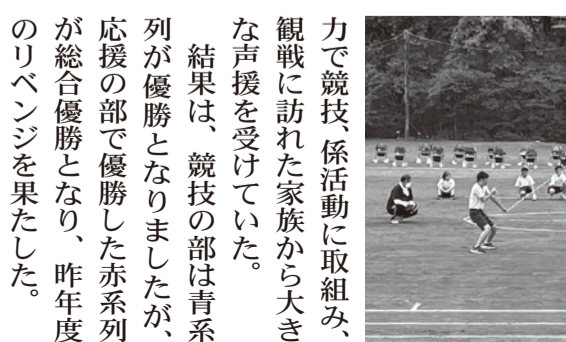 力で競技、係活動に取組み、
観戦に訪れた家族から大き
な声援を受けていた。
結果は、競技の部は青系
列が優勝となりましたが、
応援の部で優勝した赤系列
が総合優勝となり、昨年度
のリベンジを果たした。